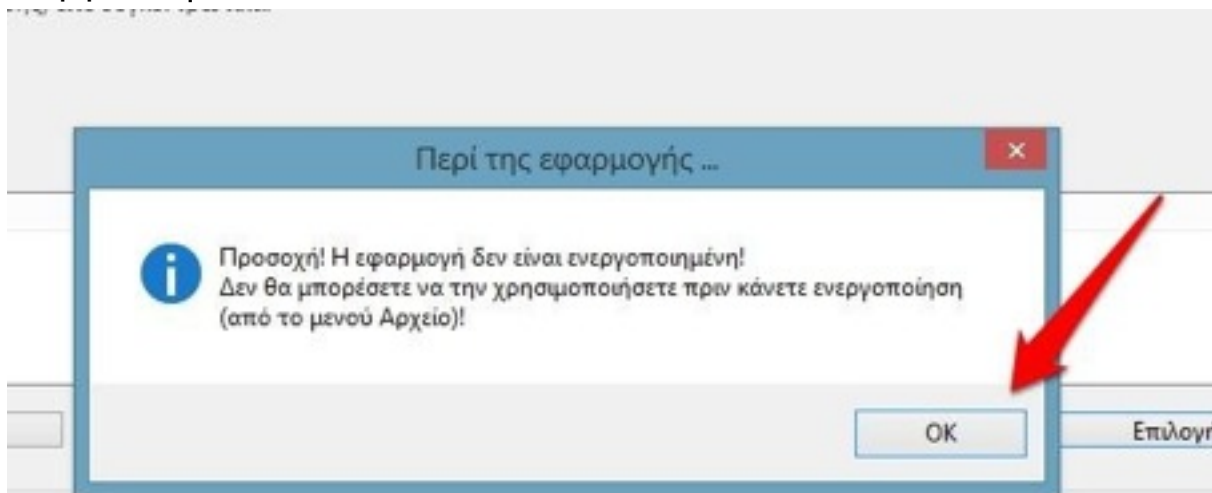 Περί της εφαρμογής ...
Προσοχή! Η εφαρμογή δεν είναι ενεργοποιημένη!
Δεν θα μπορέσετε να την χρησιμοποιήσετε πριν κάνετε ενεργοποίηση
(από το μενού Αρχείο)!
OK